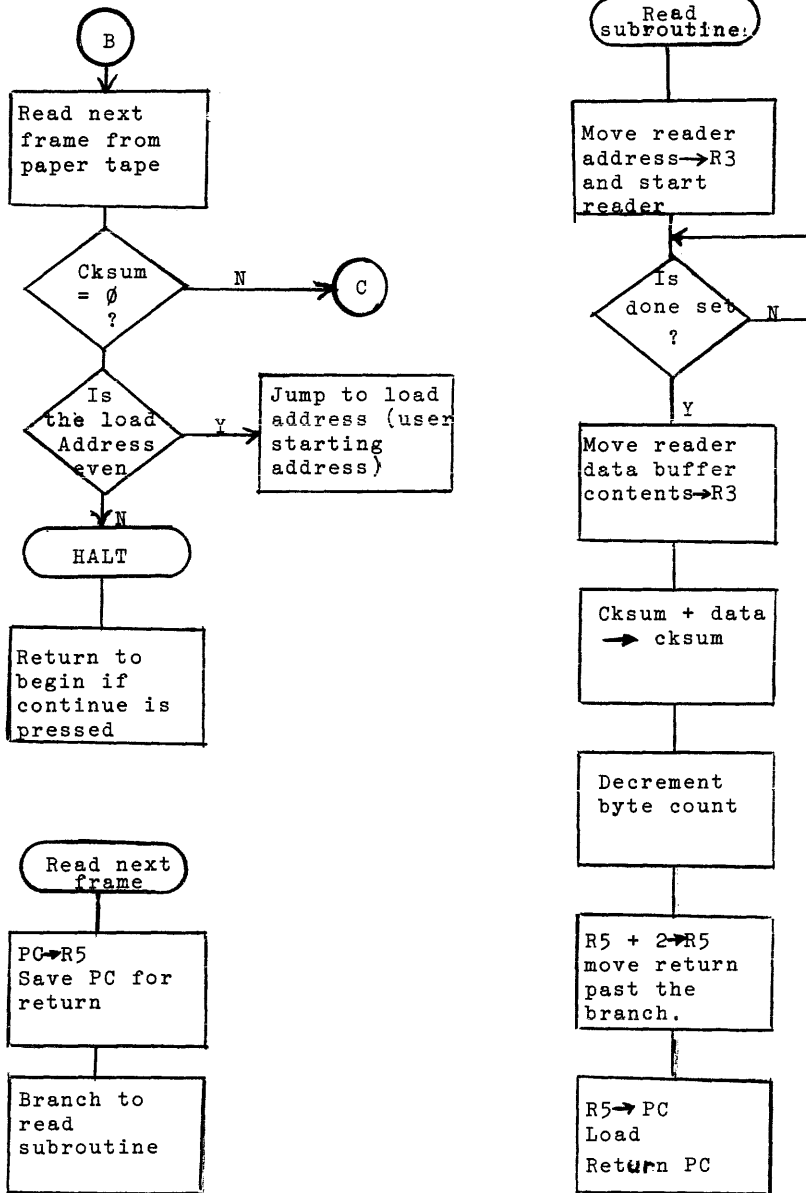 B
Read next
frame from
paper tape
Cksum
= Ø
?
N
C
Is
the load
Address
even
Y
Jump to load
address (user
starting
address)
N
HALT
Return to
begin if
continue is
pressed
Read next
frame
PC→R5
Save PC for
return
Branch to
read
subroutine
Read
subroutine
Move reader
address→R3
and start
reader
Is
done set
?
N
Y
Move reader
data buffer
contents→R3
Cksum + data
→ cksum
Decrement
byte count
R5 + 2→R5
move return
past the
branch.
R5→ PC
Load
Return PC